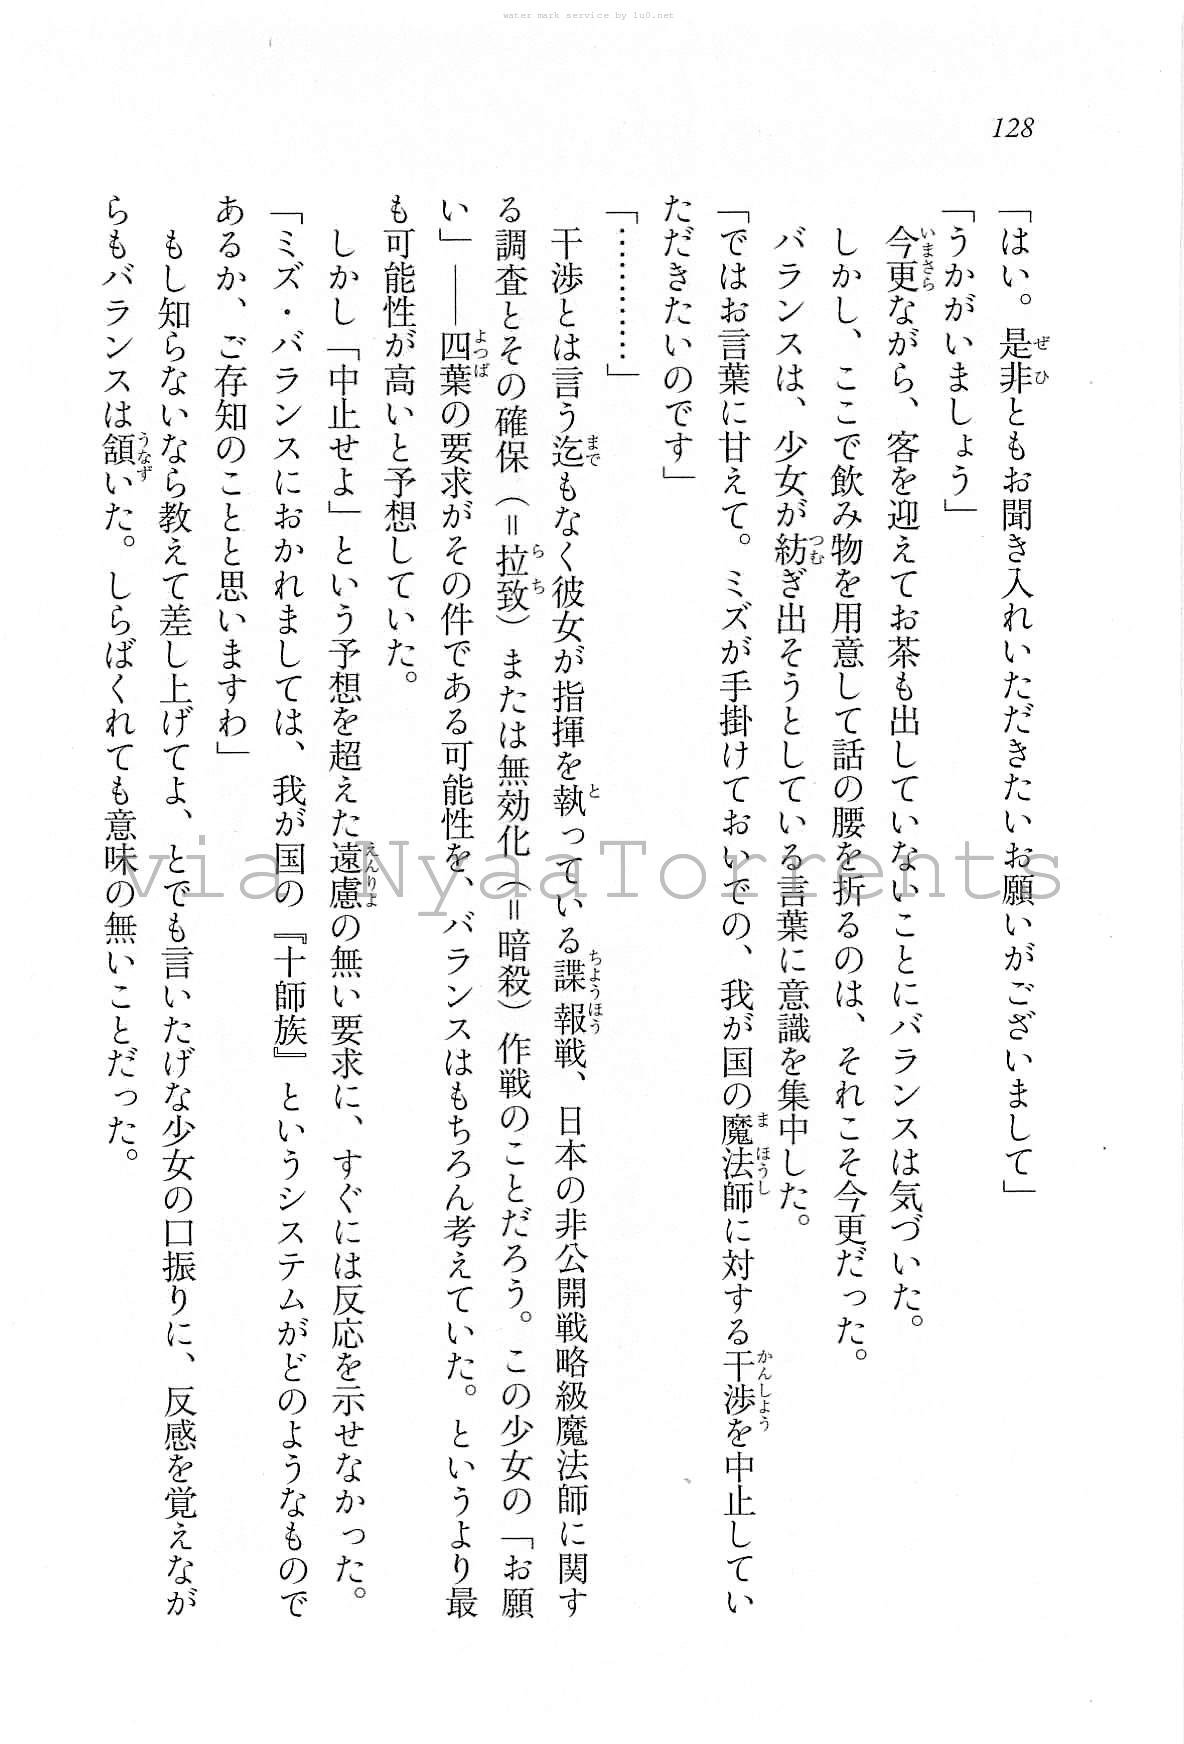 water mark service by lu0.net
128
「はい。是非ともお聞き入れいただきたいお願いがございまして」
「うかがいましょう」
今更ながら、客を迎えてお茶も出していないことにバランスは気づいた。
しかし、ここで飲み物を用意して話の腰を折るのは、それこそ今更だった。
バランスは、少女が紡ぎ出そうとしている言葉に意識を集中した。
「ではお言葉に甘えて。ミズが手掛けておいでの、我が国の魔法師に対する干渉を中止してい
ただきたいのです」
「…………」
干渉とは言う迄もなく彼女が指揮を執っている諜報戦、日本の非公開戦略級魔法師に関す
る調査とその確保（＝拉致）または無効化（＝暗殺）作戦のことだろう。この少女の「お願
い」――四葉の要求がその件である可能性を、バランスはもちろん考えていた。というより最
も可能性が高いと予想していた。
しかし「中止せよ」という予想を超えた遠慮の無い要求に、すぐには反応を示せなかった。
「ミズ・バランスにおかれましては、我が国の『十師族』というシステムがどのようなもので
あるか、ご存知のことと思いますわ」
もし知らないなら教えて差し上げてよ、とでも言いたげな少女の口振りに、反感を覚えなが
らもバランスは頷いた。しらばくれても意味の無いことだった。
via NyaaTorrents